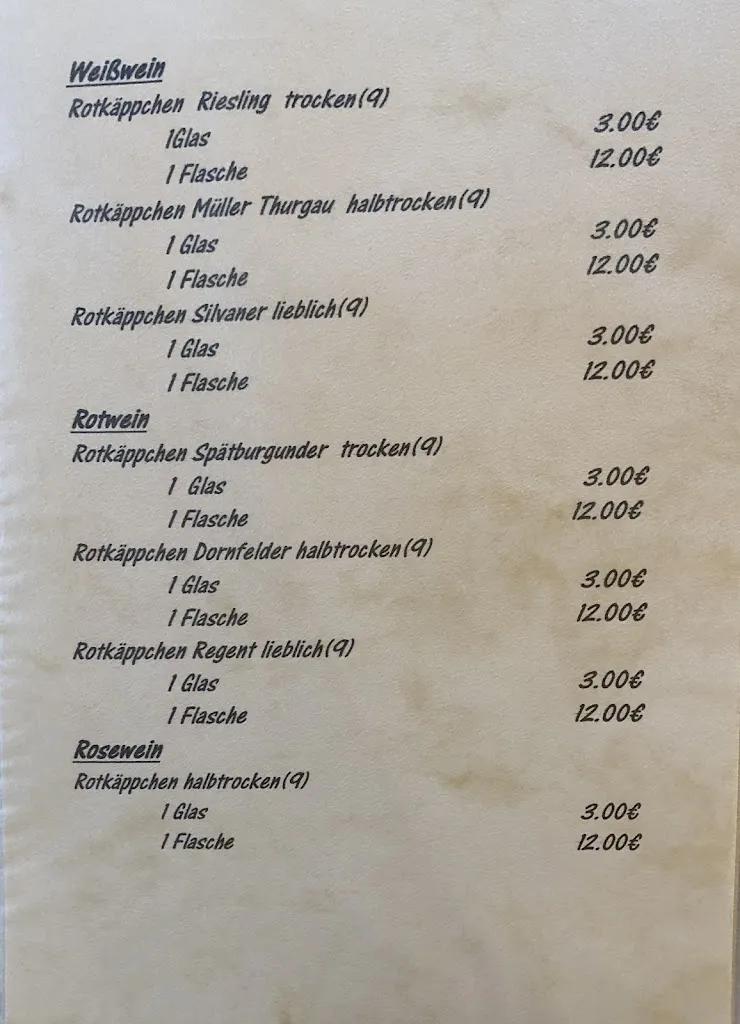 Weißwein
Rotkäppchen Riesling trocken(9)
1Glas 3.00€
1 Flasche 12.00€
Rotkäppchen Müller Thurgau halbtrocken(9)
1 Glas 3.00€
1 Flasche 12.00€
Rotkäppchen Silvaner lieblich(9)
1 Glas 3.00€
1 Flasche 12.00€
Rotwein
Rotkäppchen Spätburgunder trocken(9)
1 Glas 3.00€
1 Flasche 12.00€
Rotkäppchen Dornfelder halbtrocken(9)
1 Glas 3.00€
1 Flasche 12.00€
Rotkäppchen Regent lieblich(9)
1 Glas 3.00€
1 Flasche 12.00€
Rosewein
Rotkäppchen halbtrocken(9)
1 Glas 3.00€
1 Flasche 12.00€